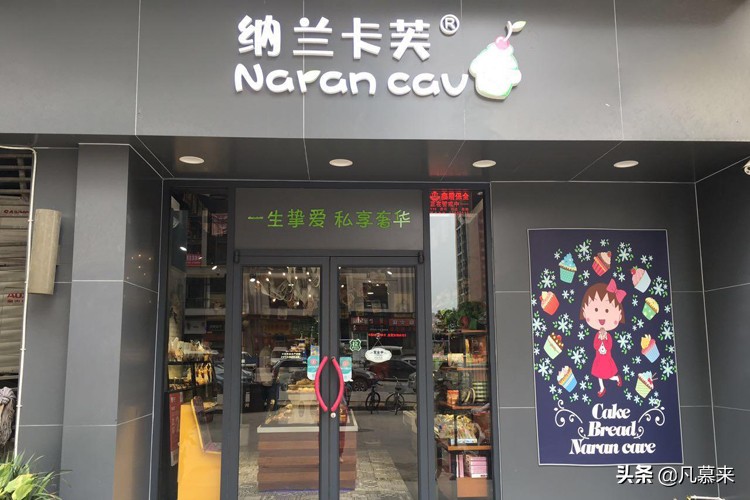 纳兰卡芙®
Naran cav
一生挚爱 私享奢华
Cake
Bread
Naran cave
头条 @凡慕来